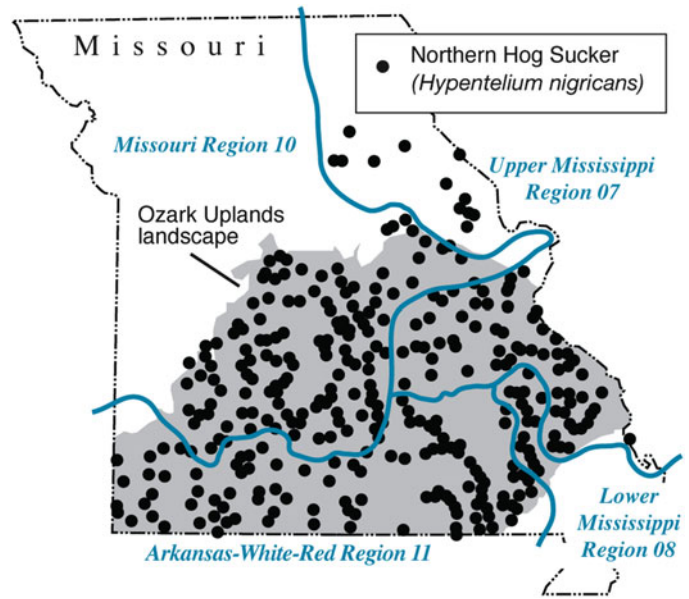 Missouri
Northern Hog Sucker
(Hypentelium nigricans)
Missouri Region 10
Upper Mississippi
Region 07
Ozark Uplands
landscape
Lower
Mississippi
Region 08
Arkansas-White-Red Region 11